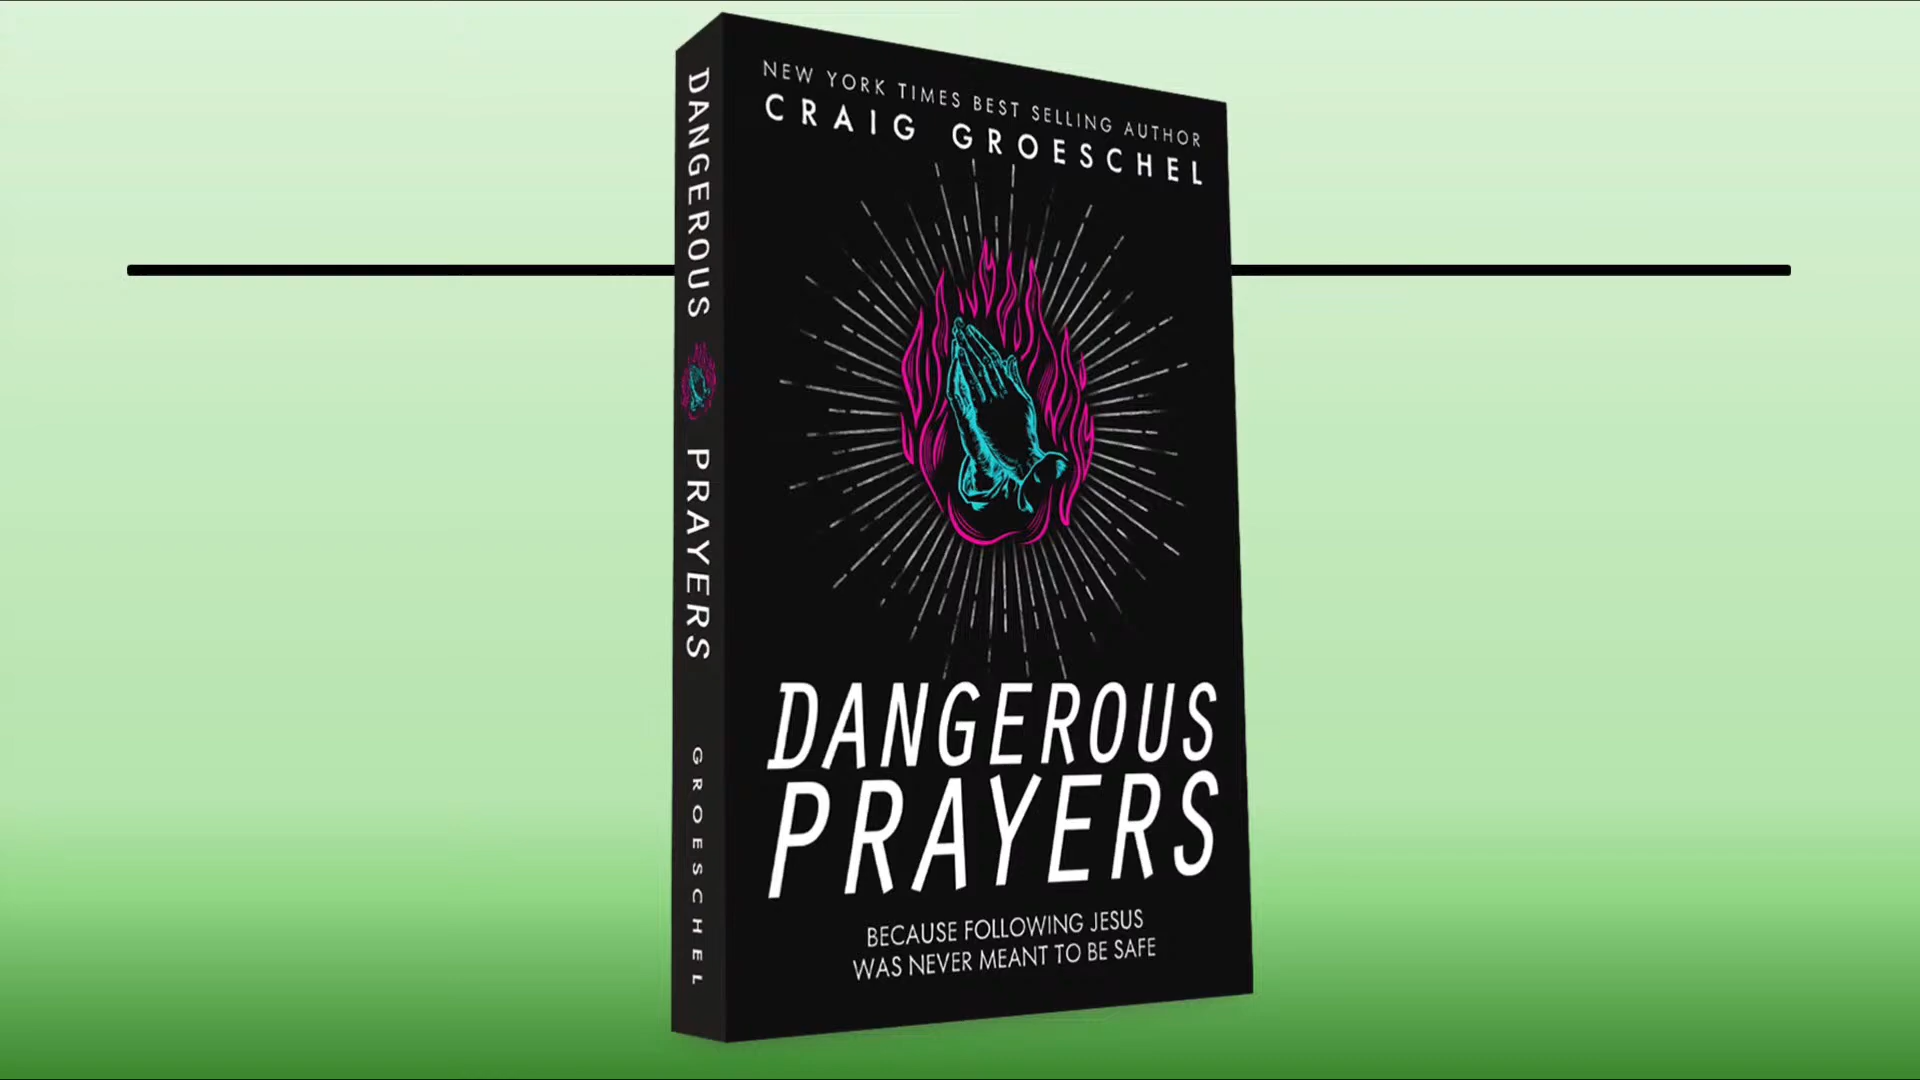 DANGEROUS PRAYERS GROESCHEL
NEW YORK TIMES BEST SELLING AUTHOR
CRAIG GROESCHEL
DANGEROUS
PRAYERS
BECAUSE FOLLOWING JESUS
WAS NEVER MEANT TO BE SAFE